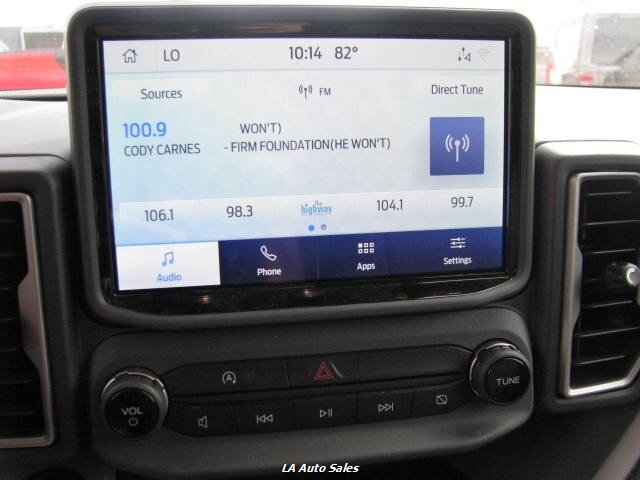 LO 10:14 82°
Sources FM Direct Tune
100.9 WON'T)
CODY CARNES - FIRM FOUNDATION(HE WON'T)
106.1 98.3 the highway 104.1 99.7
Audio Phone Apps Settings
A
VOL TUNE
LA Auto Sales